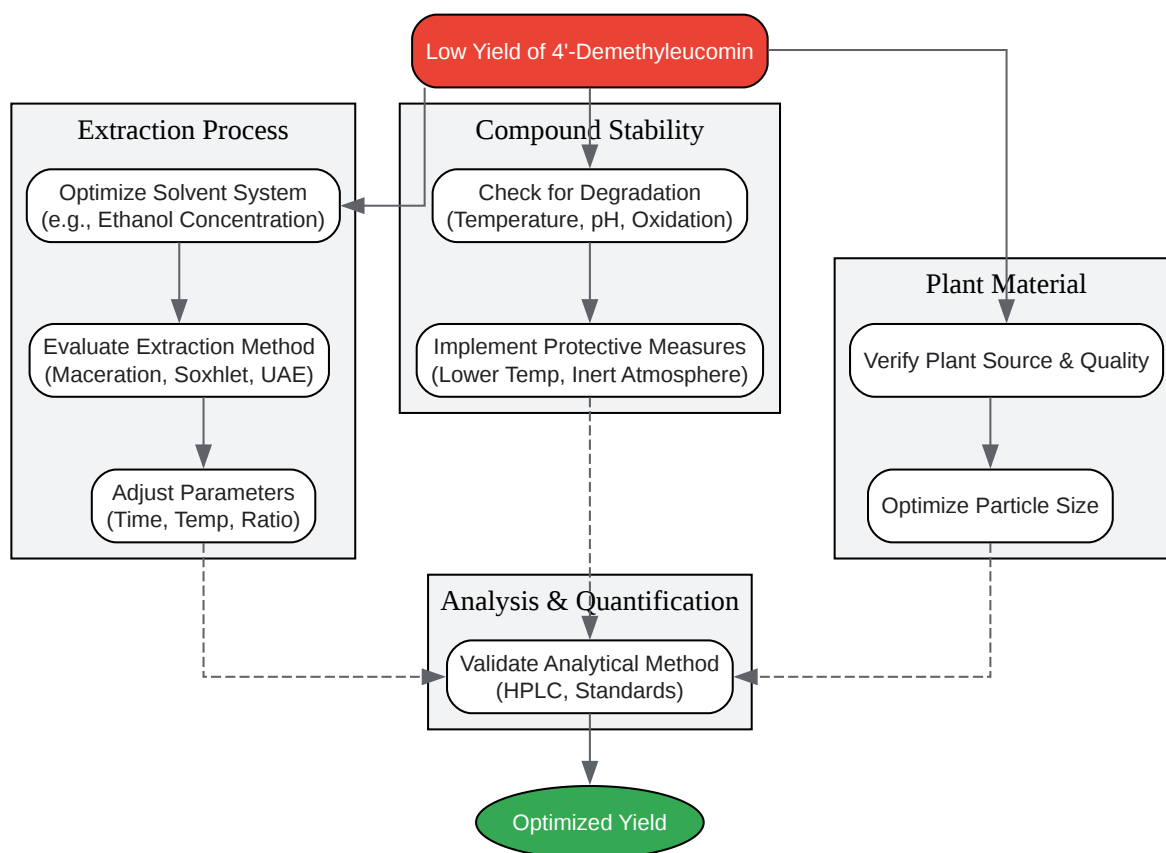 Low Yield of 4'-Demethyleucomin
Extraction Process
Optimize Solvent System
(e.g., Ethanol Concentration)
Evaluate Extraction Method
(Maceration, Soxhlet, UAE)
Adjust Parameters
(Time, Temp, Ratio)
Compound Stability
Check for Degradation
(Temperature, pH, Oxidation)
Implement Protective Measures
(Lower Temp, Inert Atmosphere)
Plant Material
Verify Plant Source & Quality
Optimize Particle Size
Analysis & Quantification
Validate Analytical Method
(HPLC, Standards)
Optimized Yield